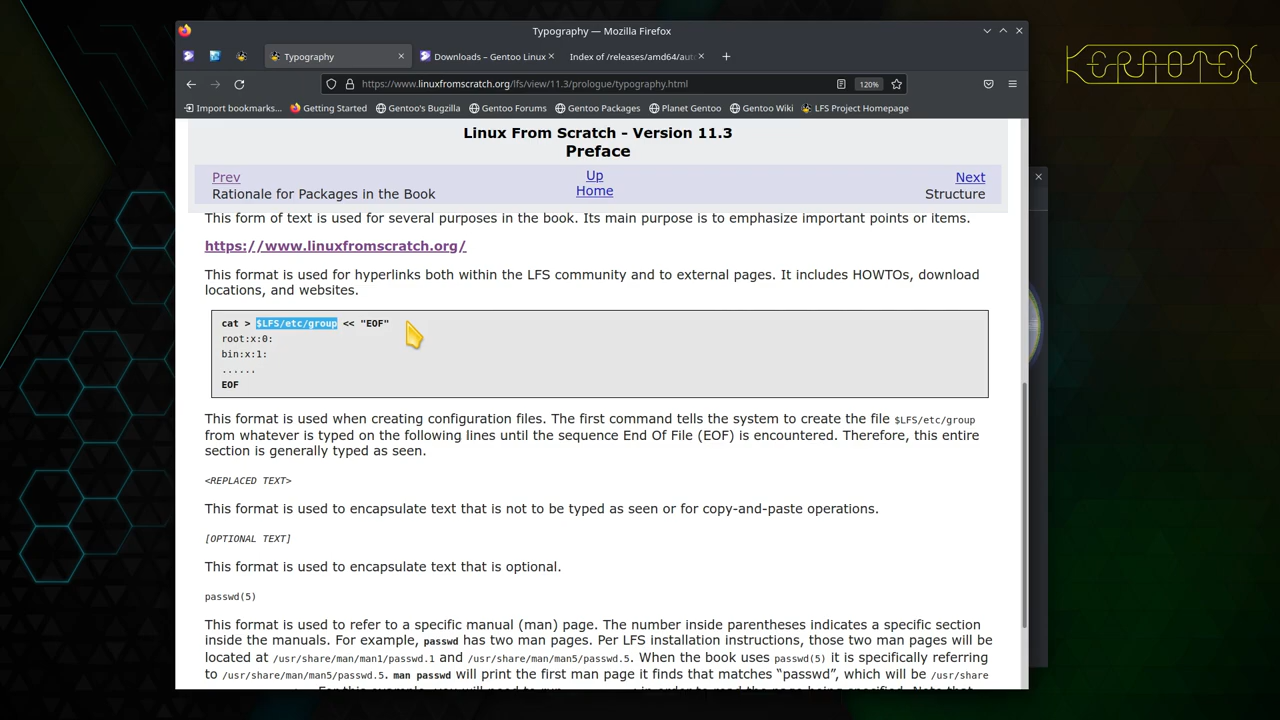 Typography — Mozilla Firefox
Typography
Downloads – Gentoo Linux
Index of /releases/amd64/aut
https://www.linuxfromscratch.org/lfs/view/11.3/prologue/typography.html
120%
Import bookmarks...
Getting Started
Gentoo's Bugzilla
Gentoo Forums
Gentoo Packages
Planet Gentoo
Gentoo Wiki
LFS Project Homepage
KERAOTEX
Linux From Scratch - Version 11.3
Preface
Prev
Up
Next
Rationale for Packages in the Book
Home
Structure
This form of text is used for several purposes in the book. Its main purpose is to emphasize important points or items.
https://www.linuxfromscratch.org/
This format is used for hyperlinks both within the LFS community and to external pages. It includes HOWTOs, download
locations, and websites.
cat > $LFS/etc/group << "EOF"
root:x:0:
bin:x:1:
......
EOF
This format is used when creating configuration files. The first command tells the system to create the file $LFS/etc/group
from whatever is typed on the following lines until the sequence End Of File (EOF) is encountered. Therefore, this entire
section is generally typed as seen.
<REPLACED TEXT>
This format is used to encapsulate text that is not to be typed as seen or for copy-and-paste operations.
[OPTIONAL TEXT]
This format is used to encapsulate text that is optional.
passwd(5)
This format is used to refer to a specific manual (man) page. The number inside parentheses indicates a specific section
inside the manuals. For example, passwd has two man pages. Per LFS installation instructions, those two man pages will be
located at /usr/share/man/man1/passwd.1 and /usr/share/man/man5/passwd.5. When the book uses passwd(5) it is specifically referring
to /usr/share/man/man5/passwd.5. man passwd will print the first man page it finds that matches “passwd”, which will be /usr/share